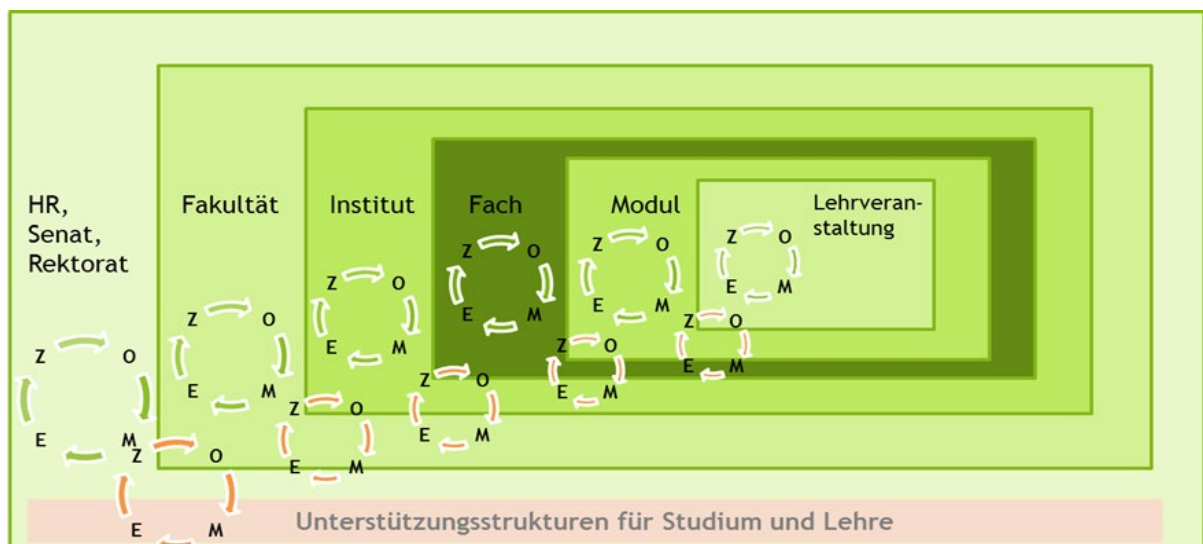 HR,
Senat,
Rektorat
Fakultät
Institut
Fach
Modul
Lehrveran-
staltung
Z O
E M
Z O
E M
Z O
E M
Z O
E M
Z O
E M
Z O
E M
Z O
E M
Z O
E M
Z O
E M
Z O
E M
Z O
E M
Unterstützungsstrukturen für Studium und Lehre